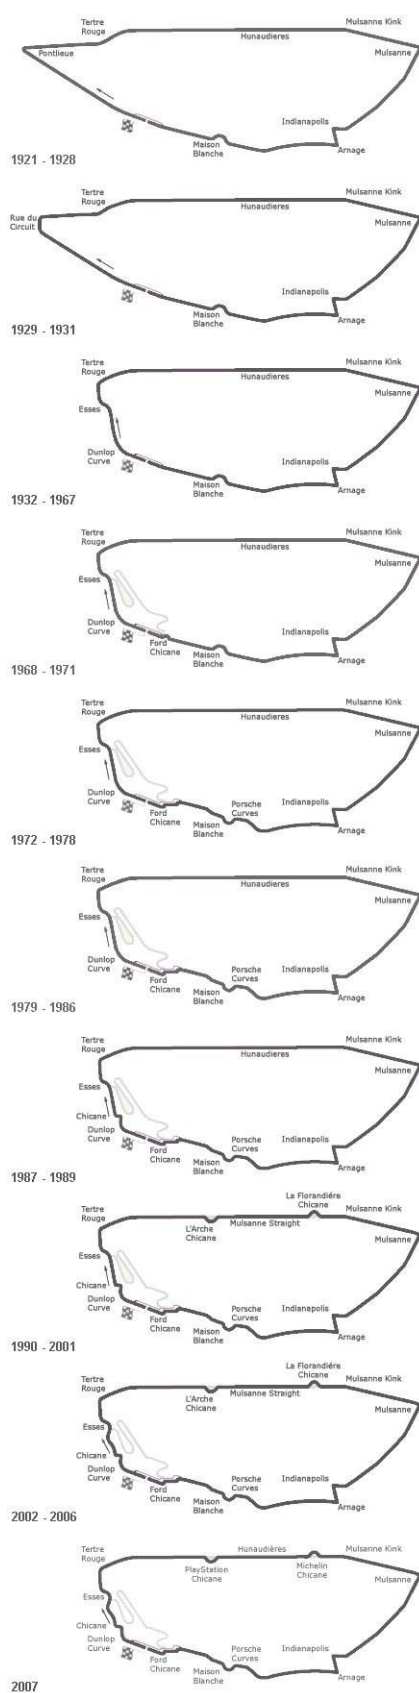 Tertre
Rouge
Mulsanne Kink
Hunaudieres
Pontlieue
Mulsanne
Indianapolis
Maison
Blanche
Arnage
1921 - 1928
Tertre
Rouge
Mulsanne Kink
Hunaudieres
Rue du
Circuit
Mulsanne
Indianapolis
Maison
Blanche
Arnage
1929 - 1931
Tertre
Rouge
Mulsanne Kink
Hunaudieres
Mulsanne
Esses
Dunlop
Curve
Indianapolis
Maison
Blanche
Arnage
1932 - 1967
Tertre
Rouge
Mulsanne Kink
Hunaudieres
Mulsanne
Esses
Dunlop
Curve
Indianapolis
Ford
Chicane
Maison
Blanche
Arnage
1968 - 1971
Tertre
Rouge
Mulsanne Kink
Hunaudieres
Mulsanne
Esses
Dunlop
Curve
Ford
Chicane
Porsche
Curves
Indianapolis
Maison
Blanche
Arnage
1972 - 1978
Tertre
Rouge
Mulsanne Kink
Hunaudieres
Mulsanne
Esses
Dunlop
Curve
Ford
Chicane
Porsche
Curves
Indianapolis
Maison
Blanche
Arnage
1979 - 1986
Tertre
Rouge
Mulsanne Kink
Hunaudieres
Mulsanne
Esses
Chicane
Dunlop
Curve
Ford
Chicane
Porsche
Curves
Indianapolis
Maison
Blanche
Arnage
1987 - 1989
La Florandiére
Chicane
Tertre
Rouge
Mulsanne Kink
L'Arche
Chicane
Mulsanne Straight
Mulsanne
Esses
Chicane
Dunlop
Curve
Ford
Chicane
Porsche
Curves
Indianapolis
Maison
Blanche
Arnage
1990 - 2001
La Florandiére
Chicane
Tertre
Rouge
Mulsanne Kink
L'Arche
Chicane
Mulsanne Straight
Mulsanne
Esses
Chicane
Dunlop
Curve
Ford
Chicane
Porsche
Curves
Indianapolis
Maison
Blanche
Arnage
2002 - 2006
Tertre
Rouge
Hunaudières
Mulsanne Kink
PlayStation
Chicane
Michelin
Chicane
Mulsanne
Esses
Chicane
Dunlop
Curve
Ford
Chicane
Porsche
Curves
Indianapolis
Maison
Blanche
Arnage
2007